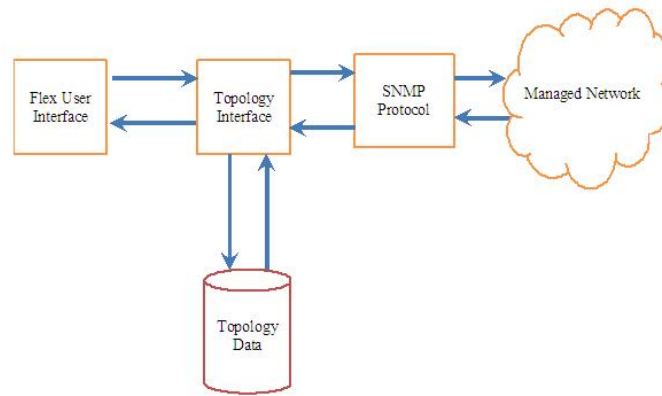 Flex User
Interface
Topology
Interface
SNMP
Protocol
Managed Network
Topology
Data